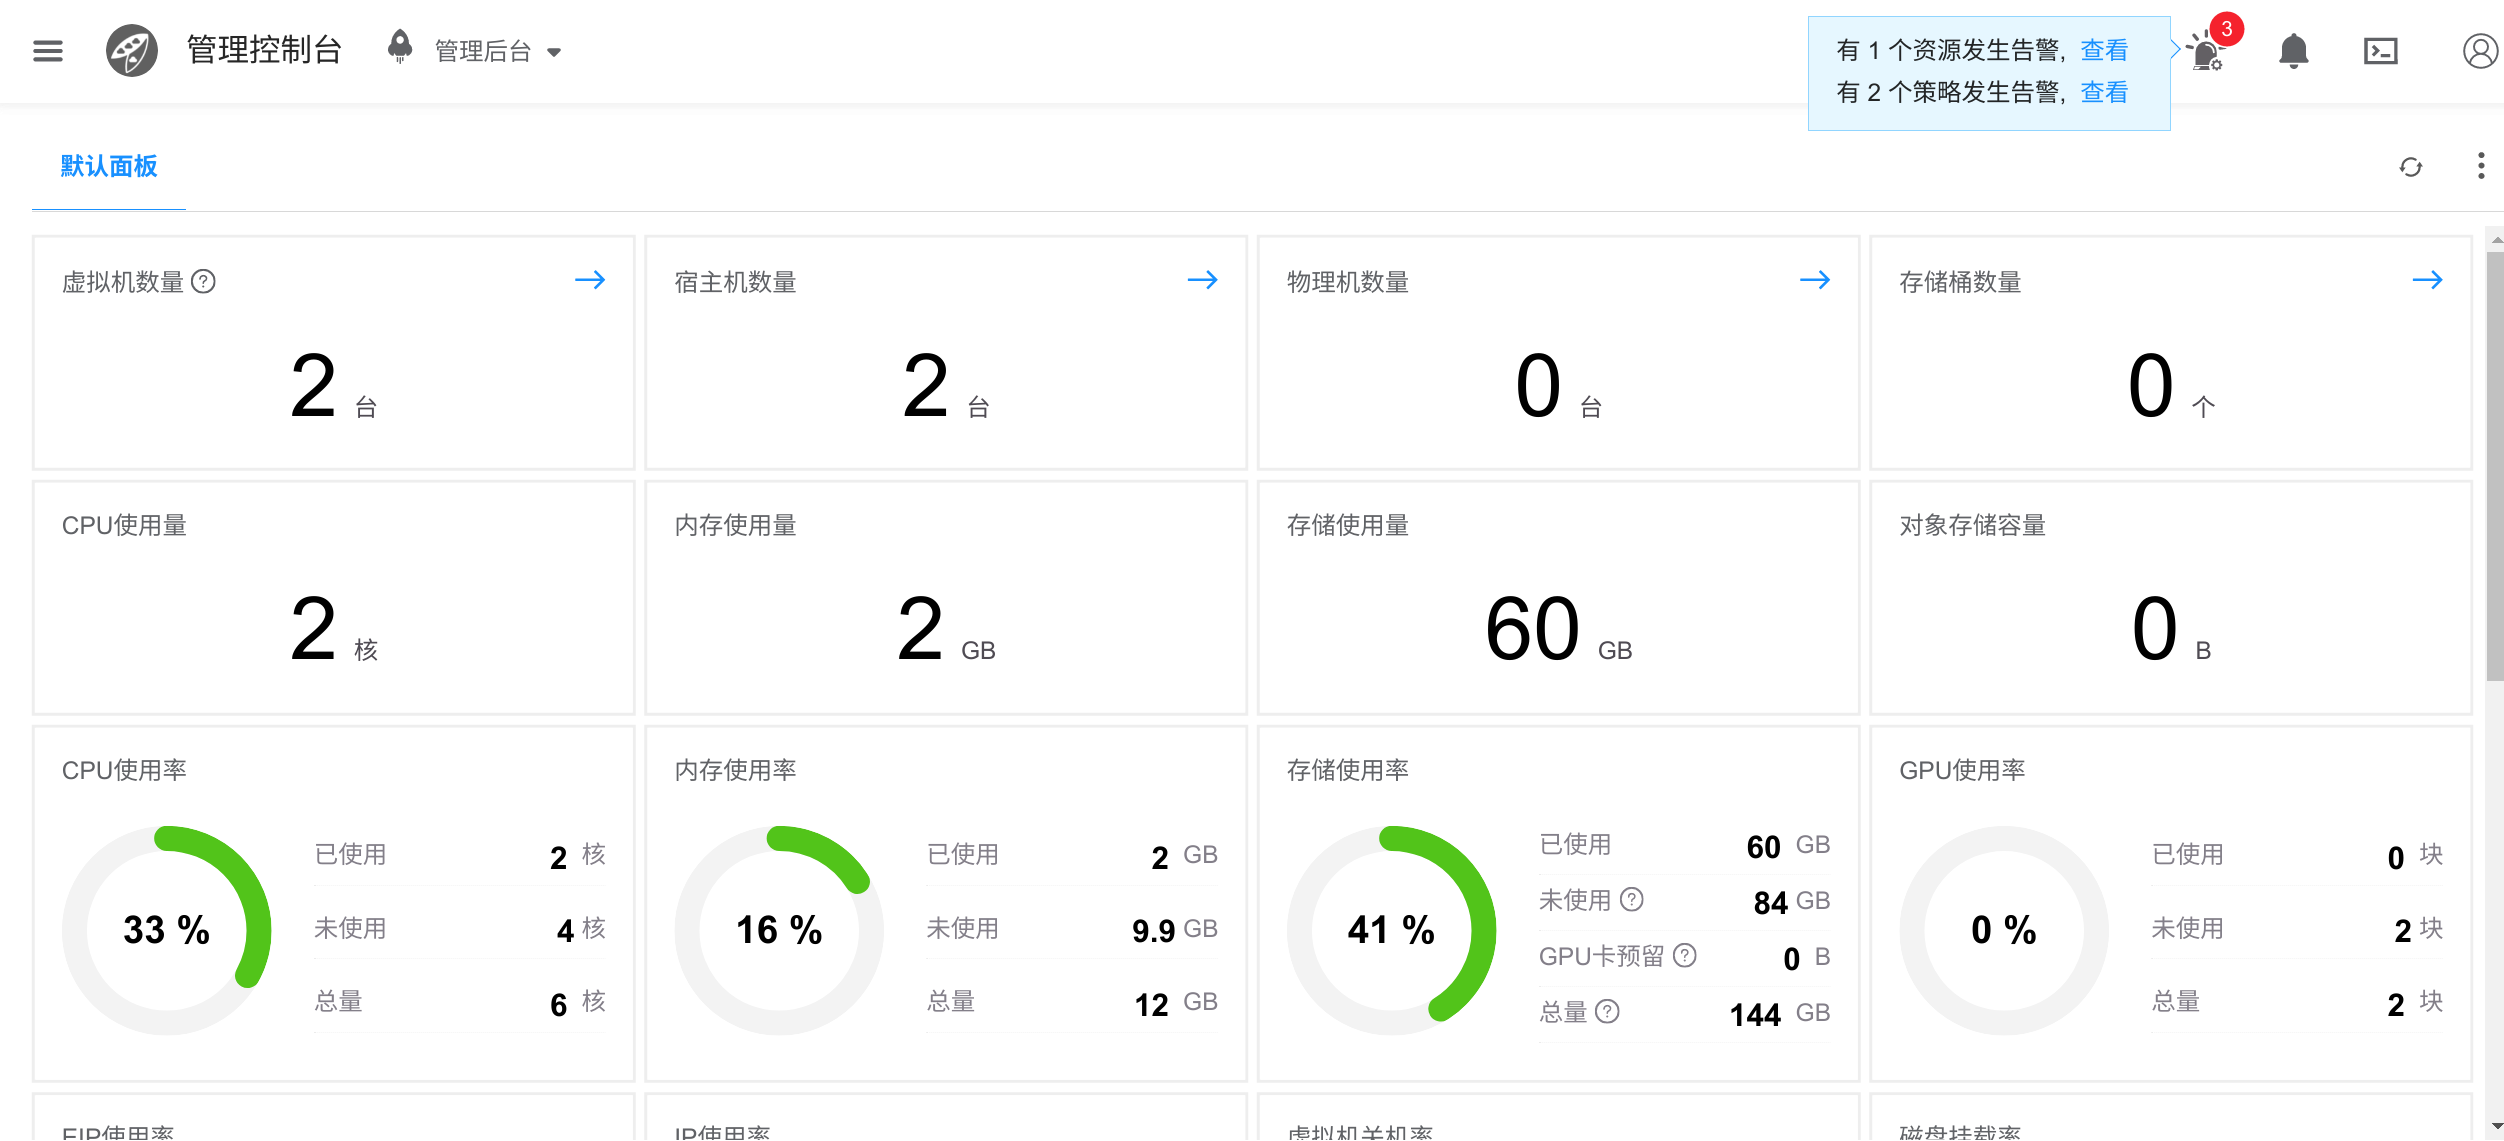 管理控制台
管理后台
有 1 个资源发生告警, 查看
有 2 个策略发生告警, 查看
3
默认面板
虚拟机数量
2 台
宿主机数量
2 台
物理机数量
0 台
存储桶数量
0 个
CPU使用量
2 核
内存使用量
2 GB
存储使用量
60 GB
对象存储容量
0 B
CPU使用率
33 %
已使用 2 核
未使用 4 核
总量 6 核
内存使用率
16 %
已使用 2 GB
未使用 9.9 GB
总量 12 GB
存储使用率
41 %
已使用 60 GB
未使用 84 GB
GPU卡预留 0 B
总量 144 GB
GPU使用率
0 %
已使用 0 块
未使用 2 块
总量 2 块
EIP使用率
IP使用率
虚拟机关机率
磁盘挂载率